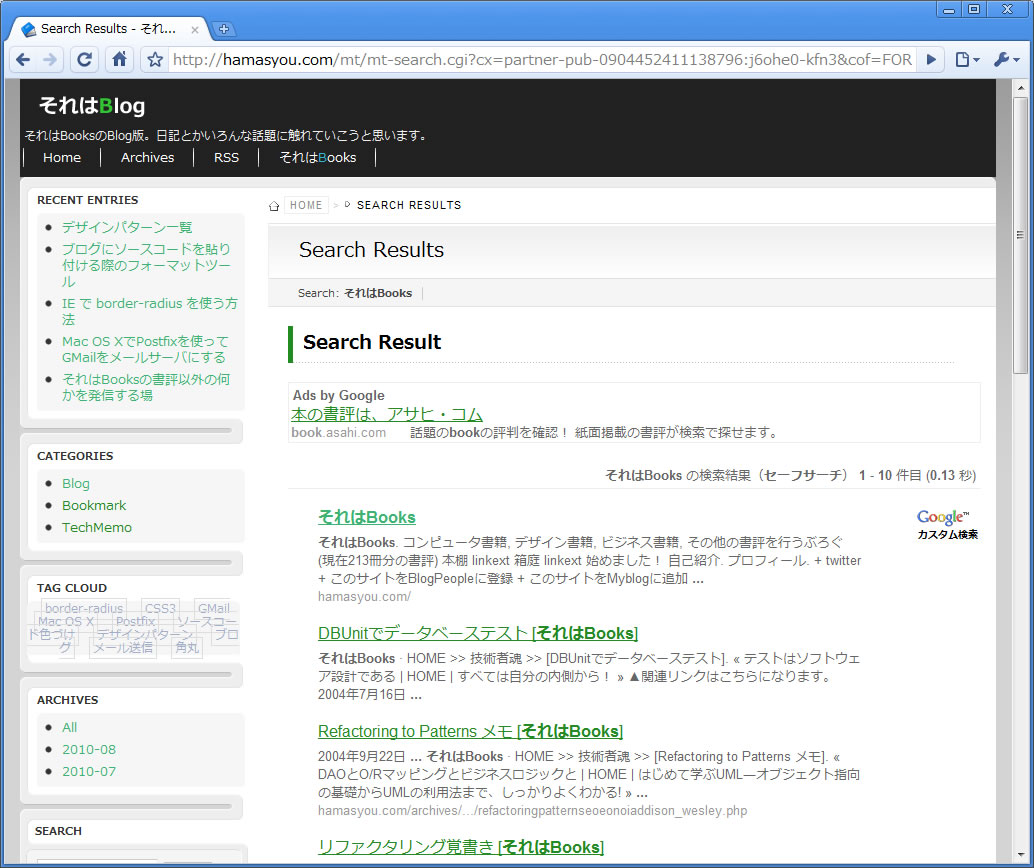 Search Results - それ...
http://hamasyou.com/mt/mt-search.cgi?cx=partner-pub-0904452411138796:j6ohe0-kfn3&cof=FOR
それはBlog
それはBooksのBlog版。日記とかいろんな話題に触れていこうと思います。
Home Archives RSS それはBooks
RECENT ENTRIES
デザインパターン一覧
ブログにソースコードを貼り
付ける際のフォーマットツー
ル
IE で border-radius を使う方
法
Mac OS XでPostfixを使って
GMailをメールサーバにする
それはBooksの書評以外の何
かを発信する場
CATEGORIES
Blog
Bookmark
TechMemo
TAG CLOUD
border-radius CSS3 GMail
Mac OS X Postfix ソースコー
ド色づけ デザインパターン ブロ
グ メール送信 角丸
ARCHIVES
All
2010-08
2010-07
SEARCH
HOME > SEARCH RESULTS
Search Results
Search: それはBooks
Search Result
Ads by Google
本の書評は、アサヒ・コム
book.asahi.com 話題のbookの評判を確認！ 紙面掲載の書評が検索で探せます。
それはBooks の検索結果（セーフサーチ） 1 - 10 件目 (0.13 秒)
Google™
カスタム検索
それはBooks
それはBooks. コンピュータ書籍, デザイン書籍, ビジネス書籍, その他の書評を行うぶろぐ
(現在213冊分の書評) 本棚 linkext 箱庭 linkext 始めました！ 自己紹介. プロフィール. + twitter
+ このサイトをBlogPeopleに登録 + このサイトをMyblogに追加 ...
hamasyou.com/
DBUnitでデータベーステスト [それはBooks]
それはBooks · HOME >> 技術者魂 >> [DBUnitでデータベーステスト]. « テストはソフトウェ
ア設計である | HOME | すべては自分の内側から！ » ▲関連リンクはこちらになります。
2004年7月16日 ...
Refactoring to Patterns メモ [それはBooks]
2004年9月22日 ... それはBooks · HOME >> 技術者魂 >> [Refactoring to Patterns メモ]. «
DAOとO/Rマッピングとビジネスロジックと | HOME | はじめて学ぶUML―オブジェクト指向
の基礎からUMLの利用法まで、しっかりよくわかる! » ...
hamasyou.com/archives/.../refactoringpatternseoeonoiaddison_wesley.php
リファクタリング覚書き [それはBooks]